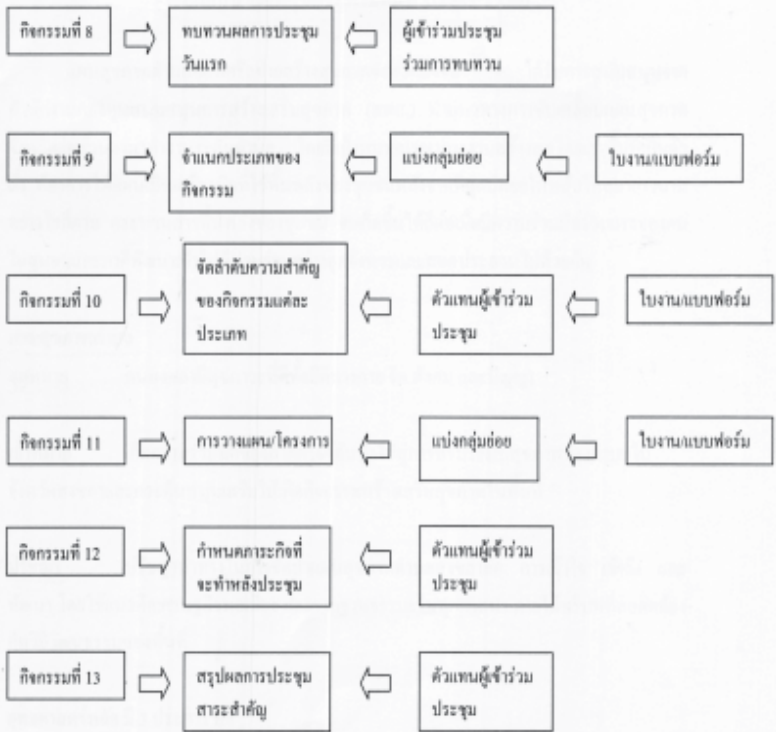 กิจกรรมที่ 8
ทบทวนผลการประชุม
วันแรก
ผู้เข้าร่วมประชุม
ร่วมการทบทวน
กิจกรรมที่ 9
จำแนกประเภทของ
กิจกรรม
แบ่งกลุ่มย่อย
ใบงาน/แบบฟอร์ม
กิจกรรมที่ 10
จัดลำดับความสำคัญ
ของกิจกรรมแต่ละ
ประเภท
ตัวแทนผู้เข้าร่วม
ประชุม
ใบงาน/แบบฟอร์ม
กิจกรรมที่ 11
การวางแผน/โครงการ
แบ่งกลุ่มย่อย
ใบงาน/แบบฟอร์ม
กิจกรรมที่ 12
กำหนดภาระกิจที่
จะทำหลังประชุม
ตัวแทนผู้เข้าร่วม
ประชุม
กิจกรรมที่ 13
สรุปผลการประชุม
สาระสำคัญ
ตัวแทนผู้เข้าร่วม
ประชุม